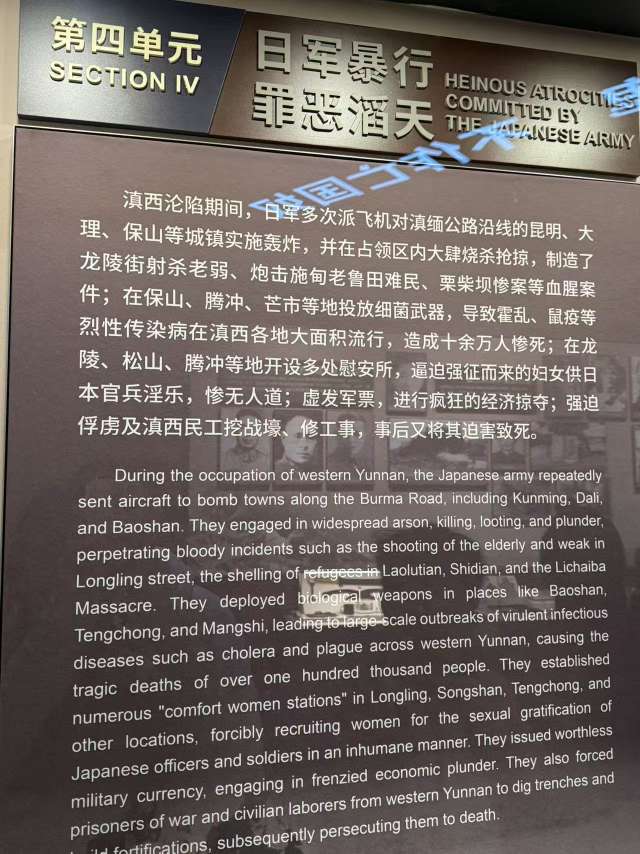 第四单元
SECTION IV
日军暴行
罪恶滔天
HEINOUS ATROCITIES
COMMITTED BY
THE JAPANESE ARMY
滇西沦陷期间，日军多次派飞机对滇缅公路沿线的昆明、大
理、保山等城镇实施轰炸，并在占领区内大肆烧杀抢掠，制造了
龙陵街射杀老弱、炮击施甸老鲁田难民、栗柴坝惨案等血腥案
件；在保山、腾冲、芒市等地投放细菌武器，导致霍乱、鼠疫等
烈性传染病在滇西各地大面积流行，造成十余万人惨死；在龙
陵、松山、腾冲等地开设多处慰安所，逼迫强征而来的妇女供日
本官兵淫乐，惨无人道；虚发军票，进行疯狂的经济掠夺；强迫
俘虏及滇西民工挖战壕、修工事，事后又将其迫害致死。
During the occupation of western Yunnan, the Japanese army repeatedly
sent aircraft to bomb towns along the Burma Road, including Kunming, Dali,
and Baoshan. They engaged in widespread arson, killing, looting, and plunder,
perpetrating bloody incidents such as the shooting of the elderly and weak in
Longling street, the shelling of refugees in Laolutian, Shidian, and the Lichaiba
Massacre. They deployed biological weapons in places like Baoshan,
Tengchong, and Mangshi, leading to large-scale outbreaks of virulent infectious
diseases such as cholera and plague across western Yunnan, causing the
tragic deaths of over one hundred thousand people. They established
numerous "comfort women stations" in Longling, Songshan, Tengchong, and
other locations, forcibly recruiting women for the sexual gratification of
Japanese officers and soldiers in an inhumane manner. They issued worthless
military currency, engaging in frenzied economic plunder. They also forced
prisoners of war and civilian laborers from western Yunnan to dig trenches and
build fortifications, subsequently persecuting them to death.